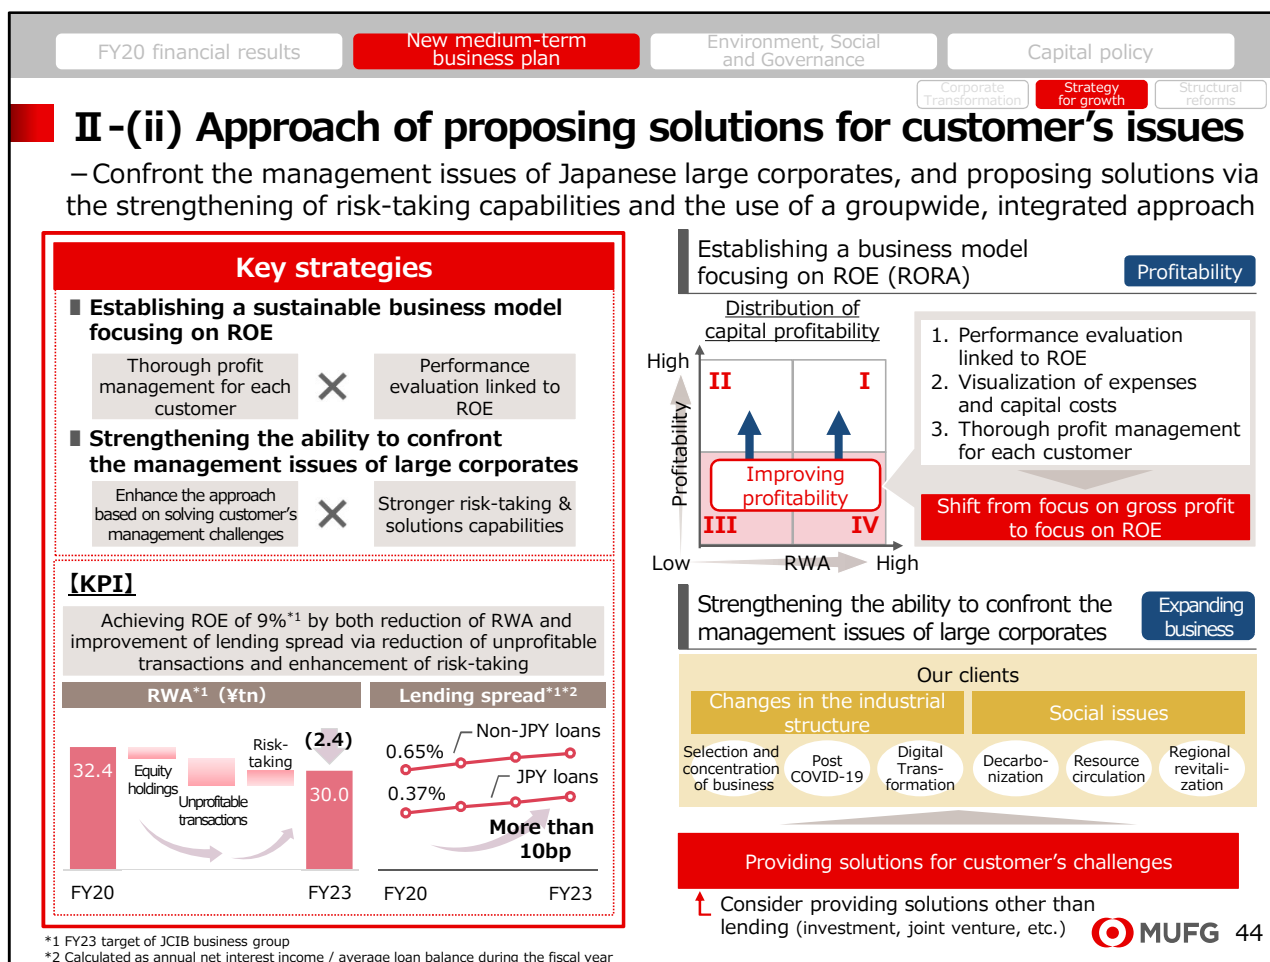 FY20 financial results
New medium-term
business plan
Environment, Social
and Governance
Capital policy
Corporate
Transformation
Strategy
for growth
Structural
reforms
Ⅱ-(ii) Approach of proposing solutions for customer's issues
－Confront the management issues of Japanese large corporates, and proposing solutions via
the strengthening of risk-taking capabilities and the use of a groupwide, integrated approach
Key strategies
■ Establishing a sustainable business model
focusing on ROE
Thorough profit
management for each
customer
×
Performance
evaluation linked to
ROE
■ Strengthening the ability to confront
the management issues of large corporates
Enhance the approach
based on solving customer's
management challenges
×
Stronger risk-taking &
solutions capabilities
【KPI】
Achieving ROE of 9%*1 by both reduction of RWA and
improvement of lending spread via reduction of unprofitable
transactions and enhancement of risk-taking
RWA*1 (¥tn)
32.4
Equity
holdings
Unprofitable
transactions
Risk-
taking
(2.4)
30.0
FY20
FY23
Lending spread*1*2
Non-JPY loans
0.65%
JPY loans
0.37%
More than
10bp
FY20
FY23
*1 FY23 target of JCIB business group
*2 Calculated as annual net interest income / average loan balance during the fiscal year
Establishing a business model
focusing on ROE (RORA)
Profitability
Distribution of
capital profitability
High
Profitability
II
I
Improving
profitability
III
IV
Low
RWA
High
1. Performance evaluation
linked to ROE
2. Visualization of expenses
and capital costs
3. Thorough profit management
for each customer
Shift from focus on gross profit
to focus on ROE
Strengthening the ability to confront the
management issues of large corporates
Expanding
business
Our clients
Changes in the industrial
structure
Social issues
Selection and
concentration
of business
Post
COVID-19
Digital
Trans-
formation
Decarbo-
nization
Resource
circulation
Regional
revitali-
zation
Providing solutions for customer's challenges
Consider providing solutions other than
lending (investment, joint venture, etc.)
MUFG
44